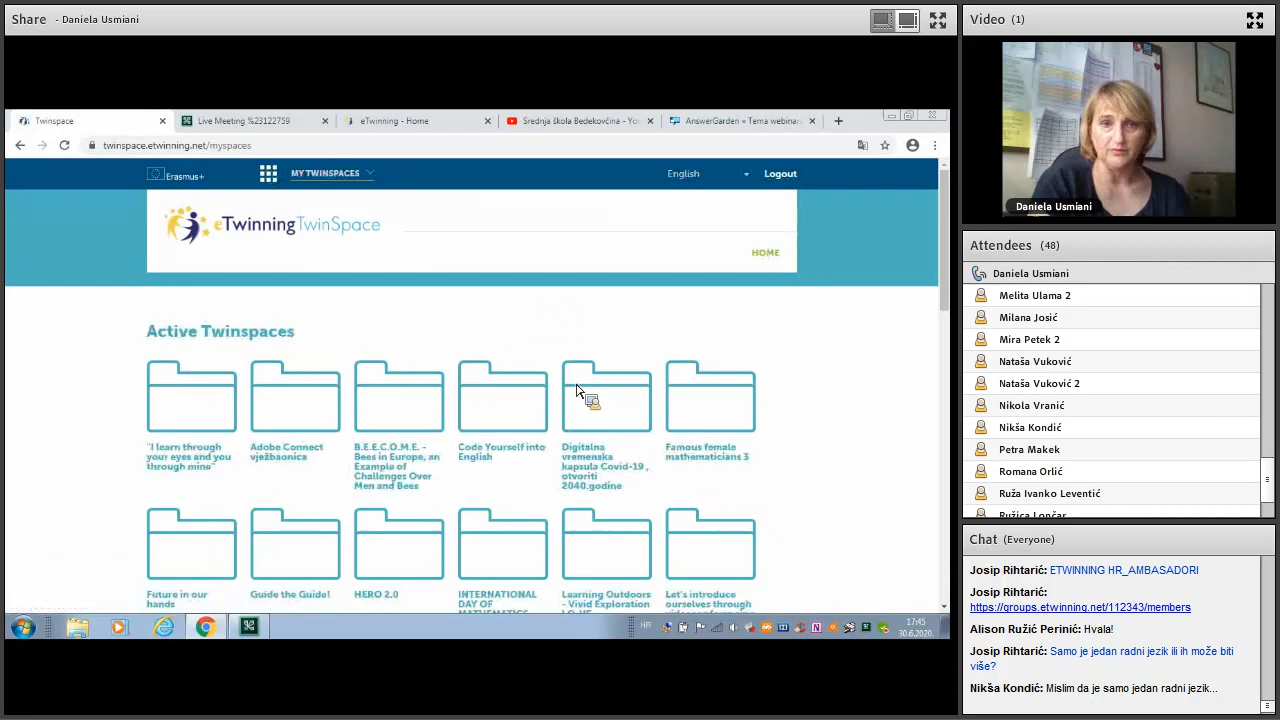 Share - Daniela Usmiani
Twinspace
Live Meeting %23122759
eTwinning - Home
Srednja škola Bedekovčina - You
AnswerGarden » Tema webinar
twinspace.etwinning.net/myspaces
Erasmus+
MY TWINSPACES
English
Logout
eTwinningTwinSpace
HOME
Active Twinspaces
"I learn through
your eyes and you
through mine"
Adobe Connect
vježbaonica
B.E.E.C.O.M.E. -
Bees in Europe, an
Example of
Challenges Over
Men and Bees
Code Yourself into
English
Digitalna
vremenska
kapsula Covid-19 ,
otvoriti
2040.godine
Famous female
mathematicians 3
Future in our
hands
Guide the Guide!
HERO 2.0
INTERNATIONAL
DAY OF
MATHEMATICS
Learning Outdoors
- Vivid Exploration
LO-VE
Let's introduce
ourselves through
HR
17:45
30.6.2020.
Video (1)
Daniela Usmiani
Attendees (48)
Daniela Usmiani
Melita Ulama 2
Milana Josić
Mira Petek 2
Nataša Vuković
Nataša Vuković 2
Nikola Vranić
Nikša Kondić
Petra Makek
Romana Orlić
Ruža Ivanko Leventić
Ružica Lončar
Chat (Everyone)
Josip Rihtarić: ETWINNING HR_AMBASADORI
Josip Rihtarić:
https://groups.etwinning.net/112343/members
Alison Ružić Perinić: Hvala!
Josip Rihtarić: Samo je jedan radni jezik ili ih može biti
više?
Nikša Kondić: Mislim da je samo jedan radni jezik...